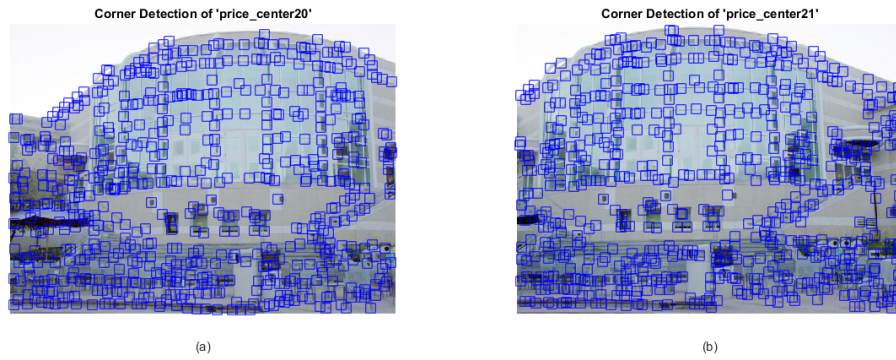 Corner Detection of 'price_center20'
Corner Detection of 'price_center21'
(a)
(b)